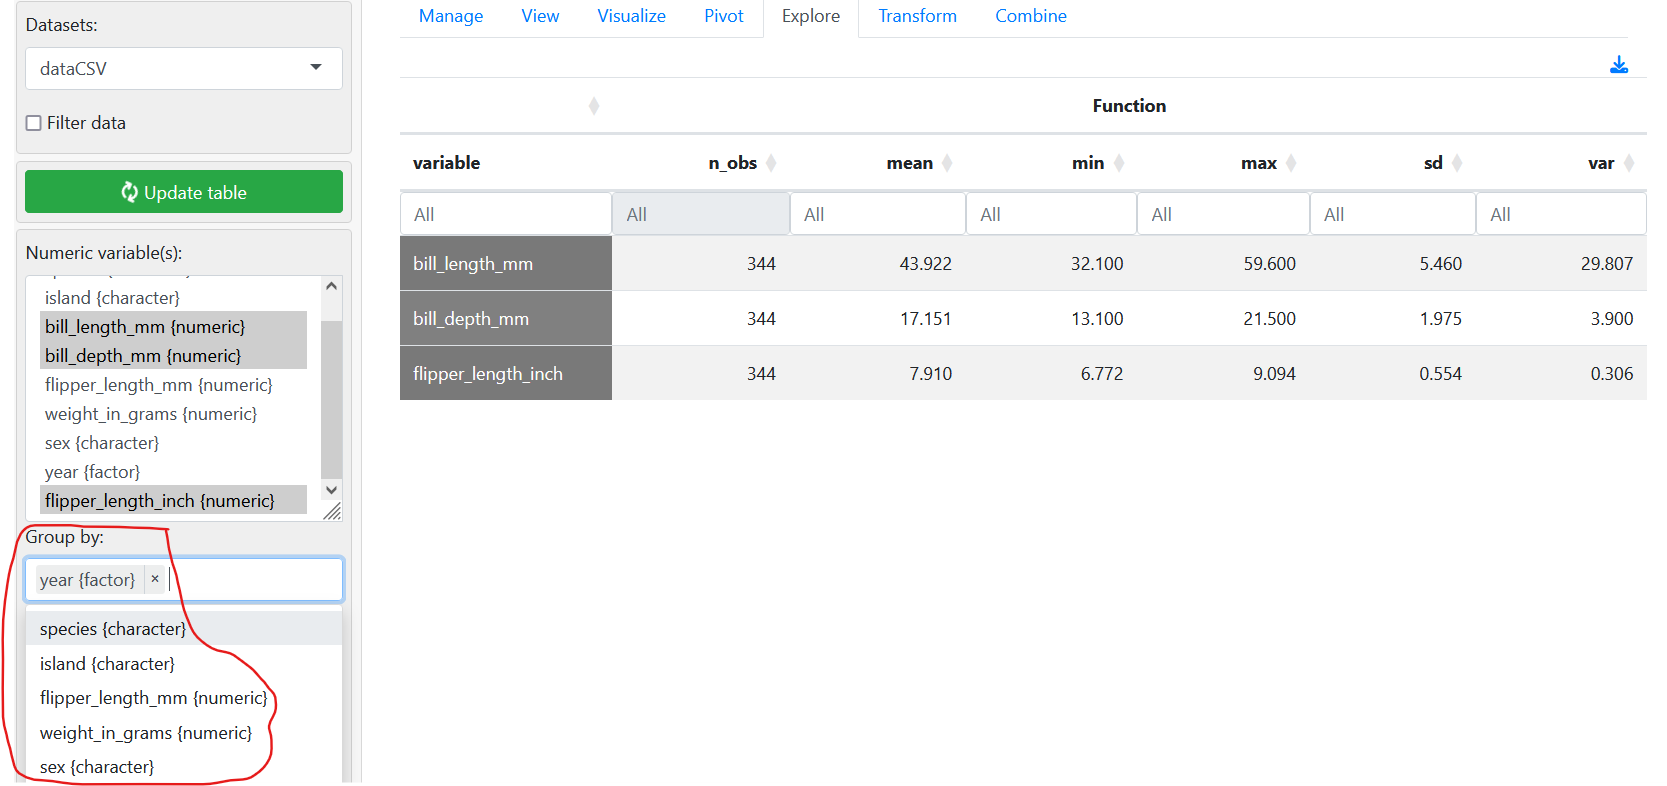 Datasets:
dataCSV
Filter data
Update table
Numeric variable(s):
island {character}
bill_length_mm {numeric}
bill_depth_mm {numeric}
flipper_length_mm {numeric}
weight_in_grams {numeric}
sex {character}
year {factor}
flipper_length_inch {numeric}
Group by:
year {factor} ×
species {character}
island {character}
flipper_length_mm {numeric}
weight_in_grams {numeric}
sex {character}
Manage View Visualize Pivot Explore Transform Combine
Function
variable n_obs mean min max sd var
All All All All All All All
bill_length_mm 344 43.922 32.100 59.600 5.460 29.807
bill_depth_mm 344 17.151 13.100 21.500 1.975 3.900
flipper_length_inch 344 7.910 6.772 9.094 0.554 0.306